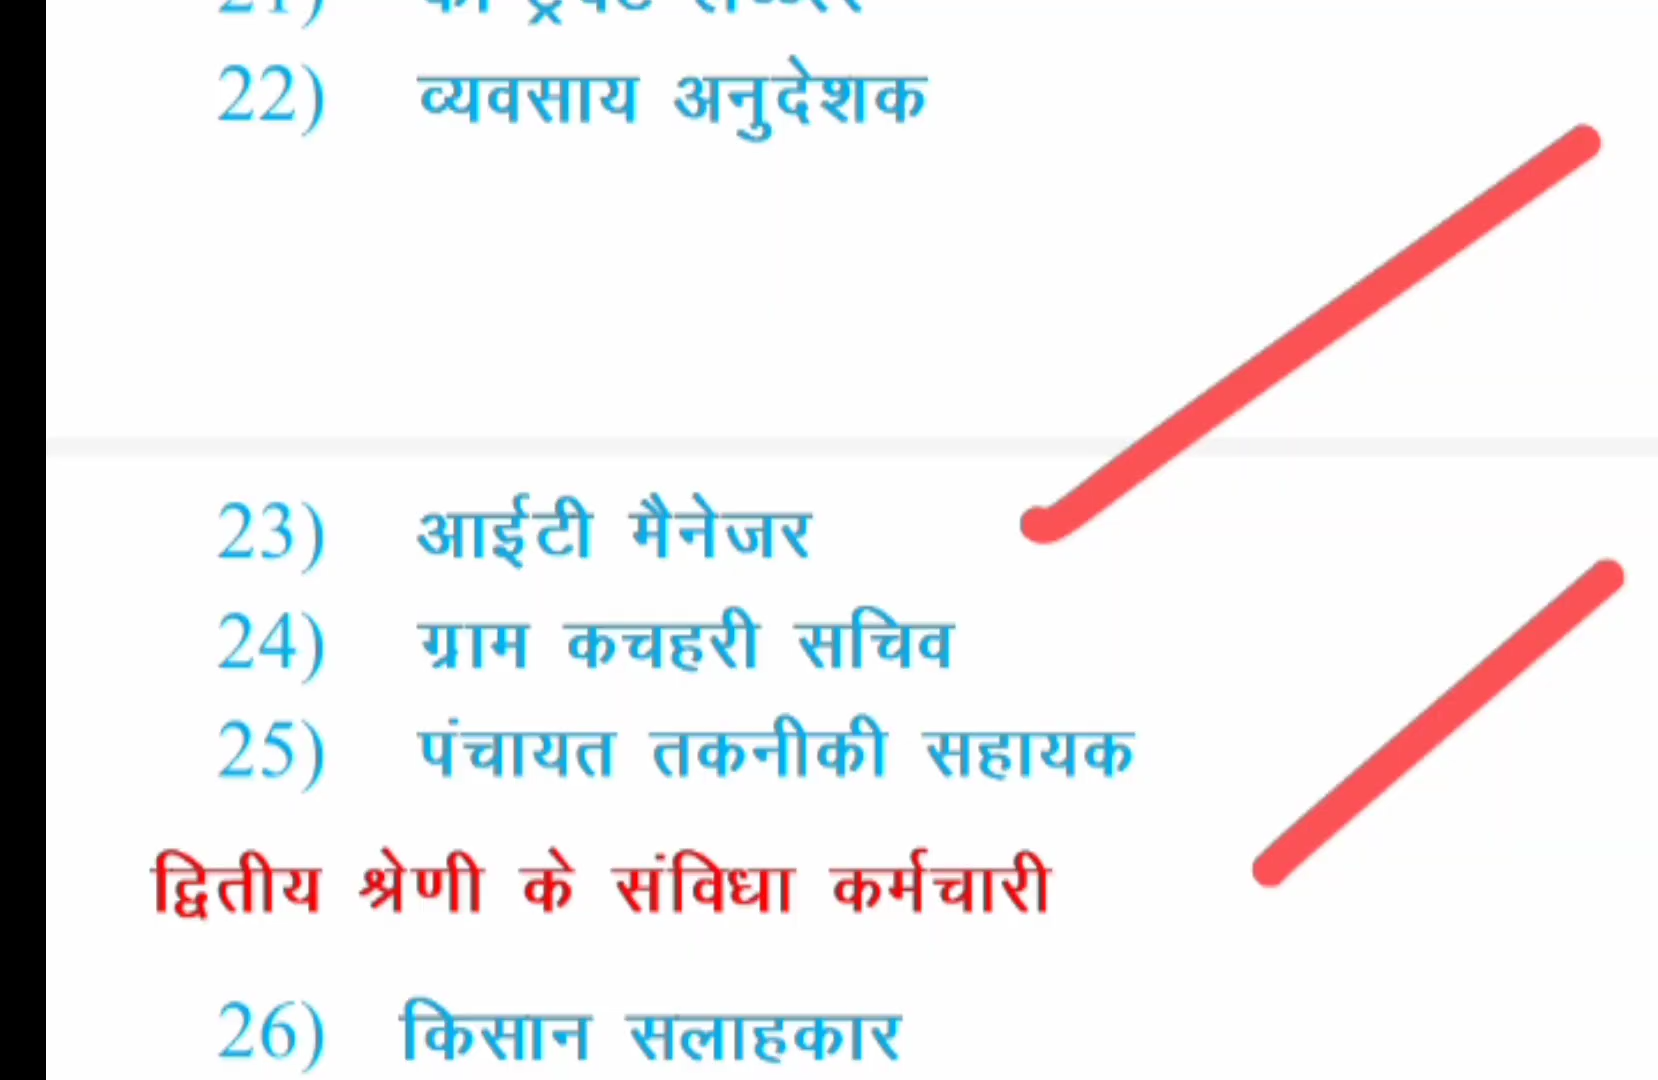 22) व्यवसाय अनुदेशक
23) आईटी मैनेजर
24) ग्राम कचहरी सचिव
25) पंचायत तकनीकी सहायक
द्वितीय श्रेणी के संविधा कर्मचारी
26) किसान सलाहकार